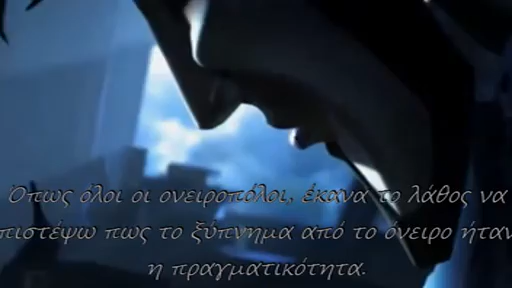 Όπως όλοι οι ονειροπόλοι, έκανα το λάθος να
πιστέψω πως το ξύπνημα από το όνειρο ήταν
η πραγματικότητα.